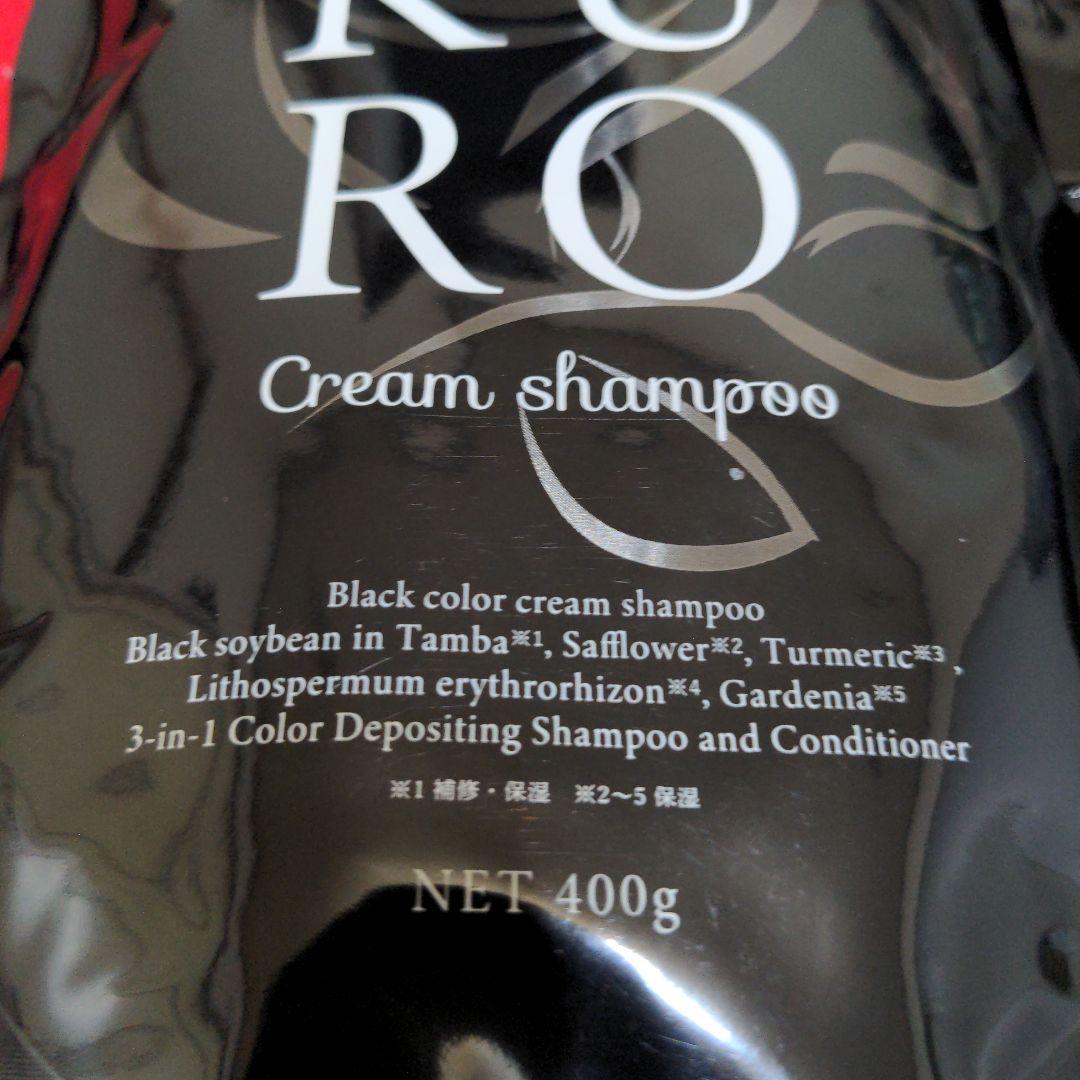 KU
RO
Cream shampoo
Black color cream shampoo
Black soybean in Tamba※1, Safflower※2, Turmeric※3,
Lithospermum erythrorhizon※4, Gardenia※5
3-in-1 Color Depositing Shampoo and Conditioner
※1 補修・保湿 ※2〜5 保湿
NET 400g